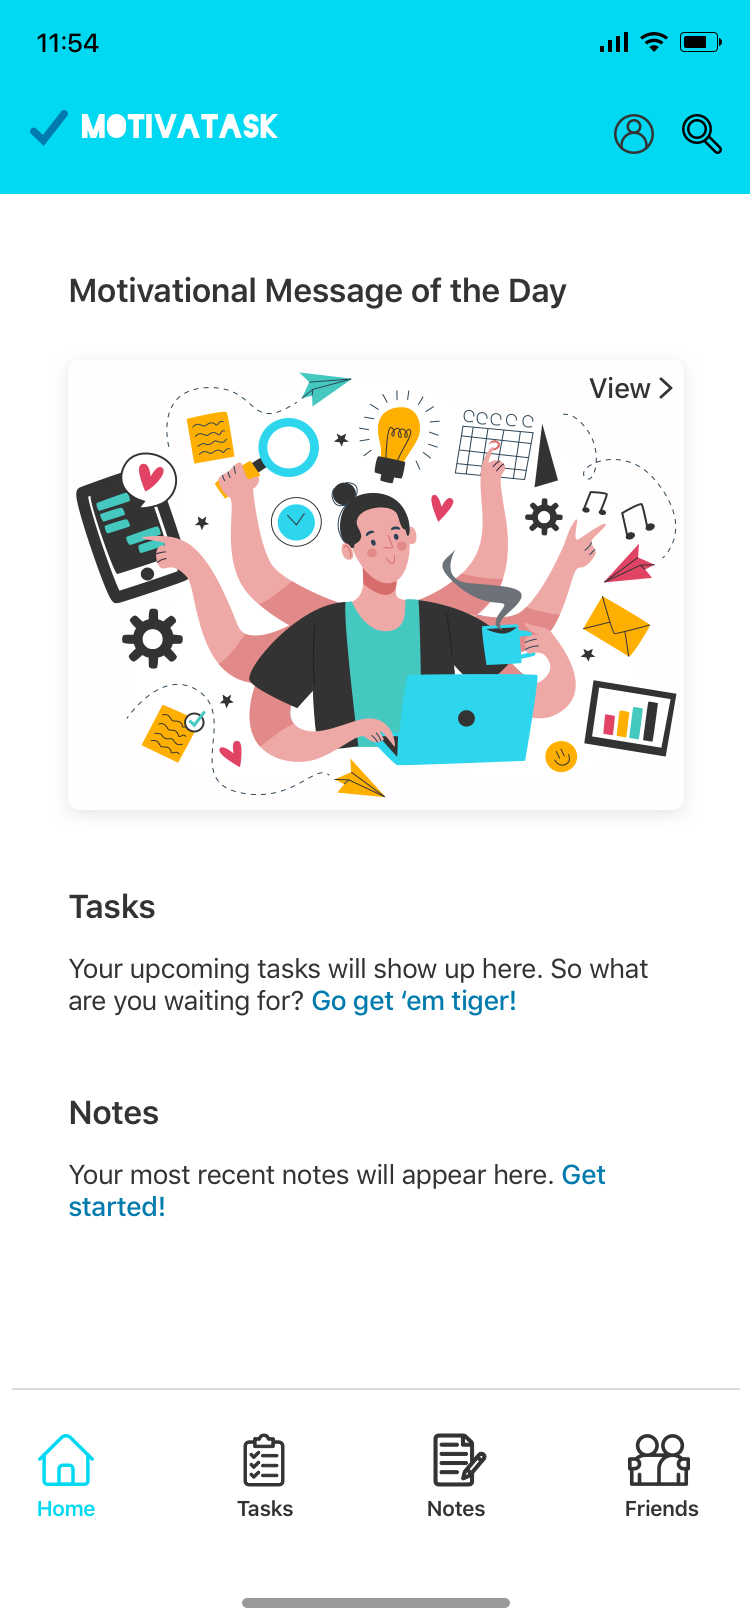 11:54
MOTIVATASK
Motivational Message of the Day
View
Tasks
Your upcoming tasks will show up here. So what
are you waiting for? Go get ‘em tiger!
Notes
Your most recent notes will appear here. Get
started!
Home
Tasks
Notes
Friends